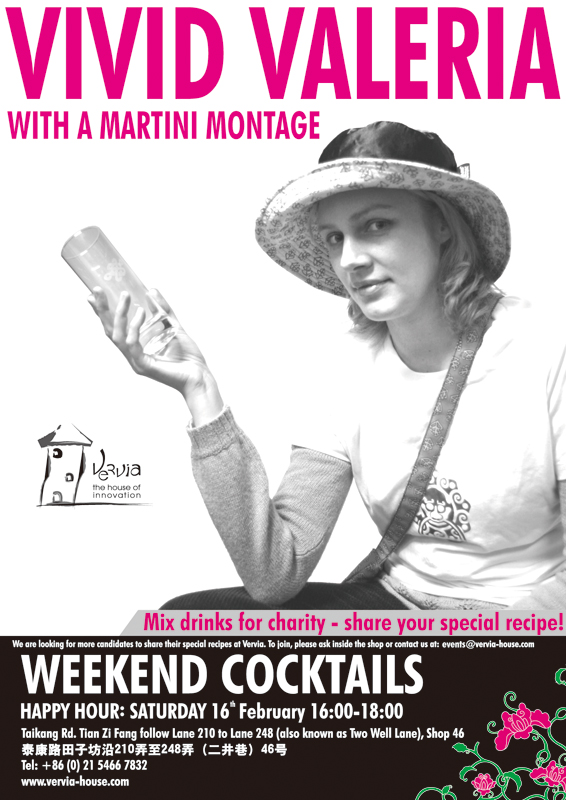 VIVID VALERIA
WITH A MARTINI MONTAGE
Vervia
the house of
innovation
Mix drinks for charity - share your special recipe!
We are looking for more candidates to share their special recipes at Vervia. To join, please ask inside the shop or contact us at: events@vervia-house.com
WEEKEND COCKTAILS
HAPPY HOUR: SATURDAY 16th February 16:00-18:00
Taikang Rd. Tian Zi Fang follow Lane 210 to Lane 248 (also known as Two Well Lane), Shop 46
泰康路田子坊沿210弄至248弄 (二井巷) 46号
Tel: +86 (0) 21 5466 7832
www.vervia-house.com